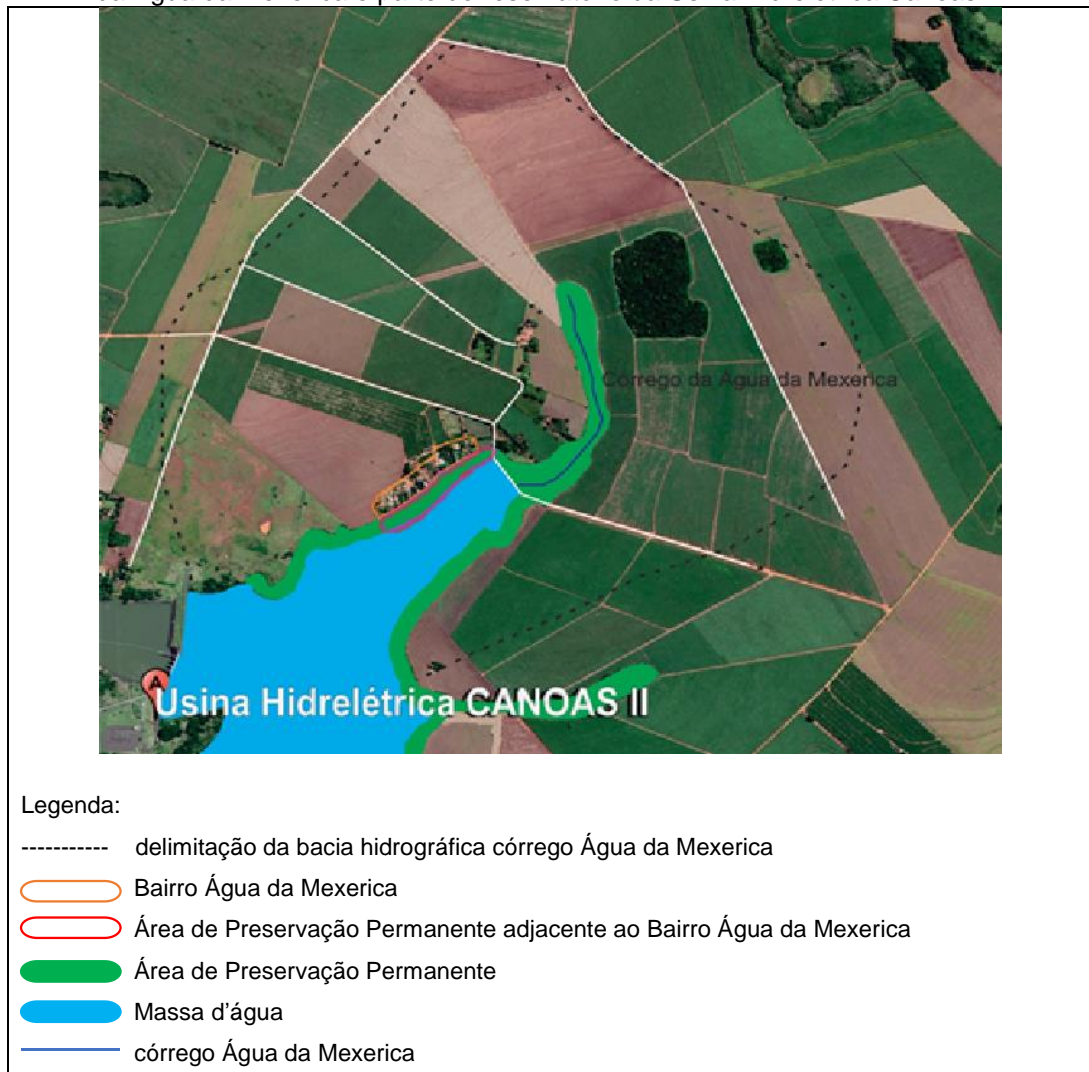 Córrego da Água da Mexerica
A
Usina Hidrelétrica CANOAS II
Legenda:
----------- delimitação da bacia hidrográfica córrego Água da Mexerica
Bairro Água da Mexerica
Área de Preservação Permanente adjacente ao Bairro Água da Mexerica
Área de Preservação Permanente
Massa d’água
córrego Água da Mexerica